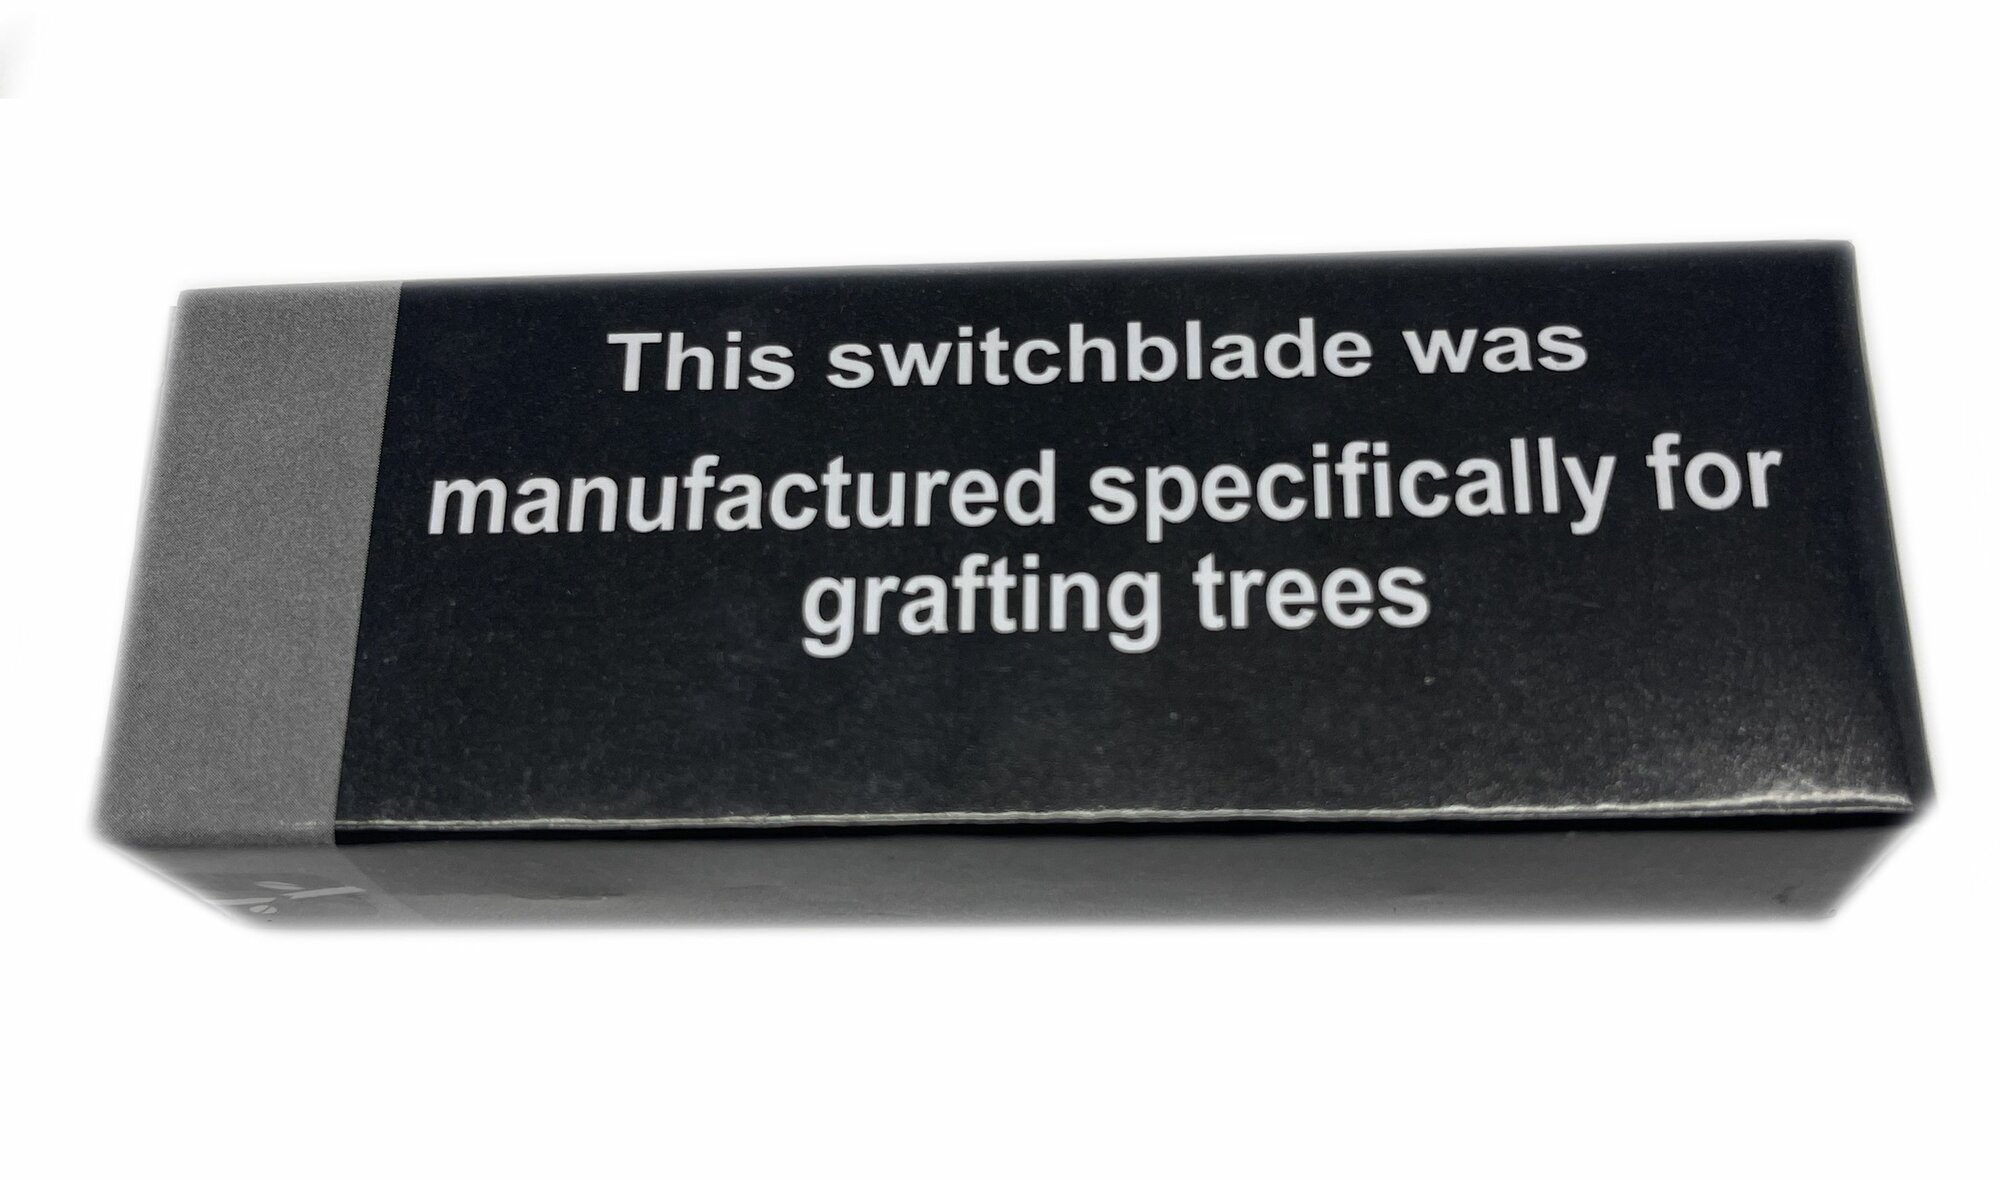 This switchblade was
manufactured specifically for
grafting trees